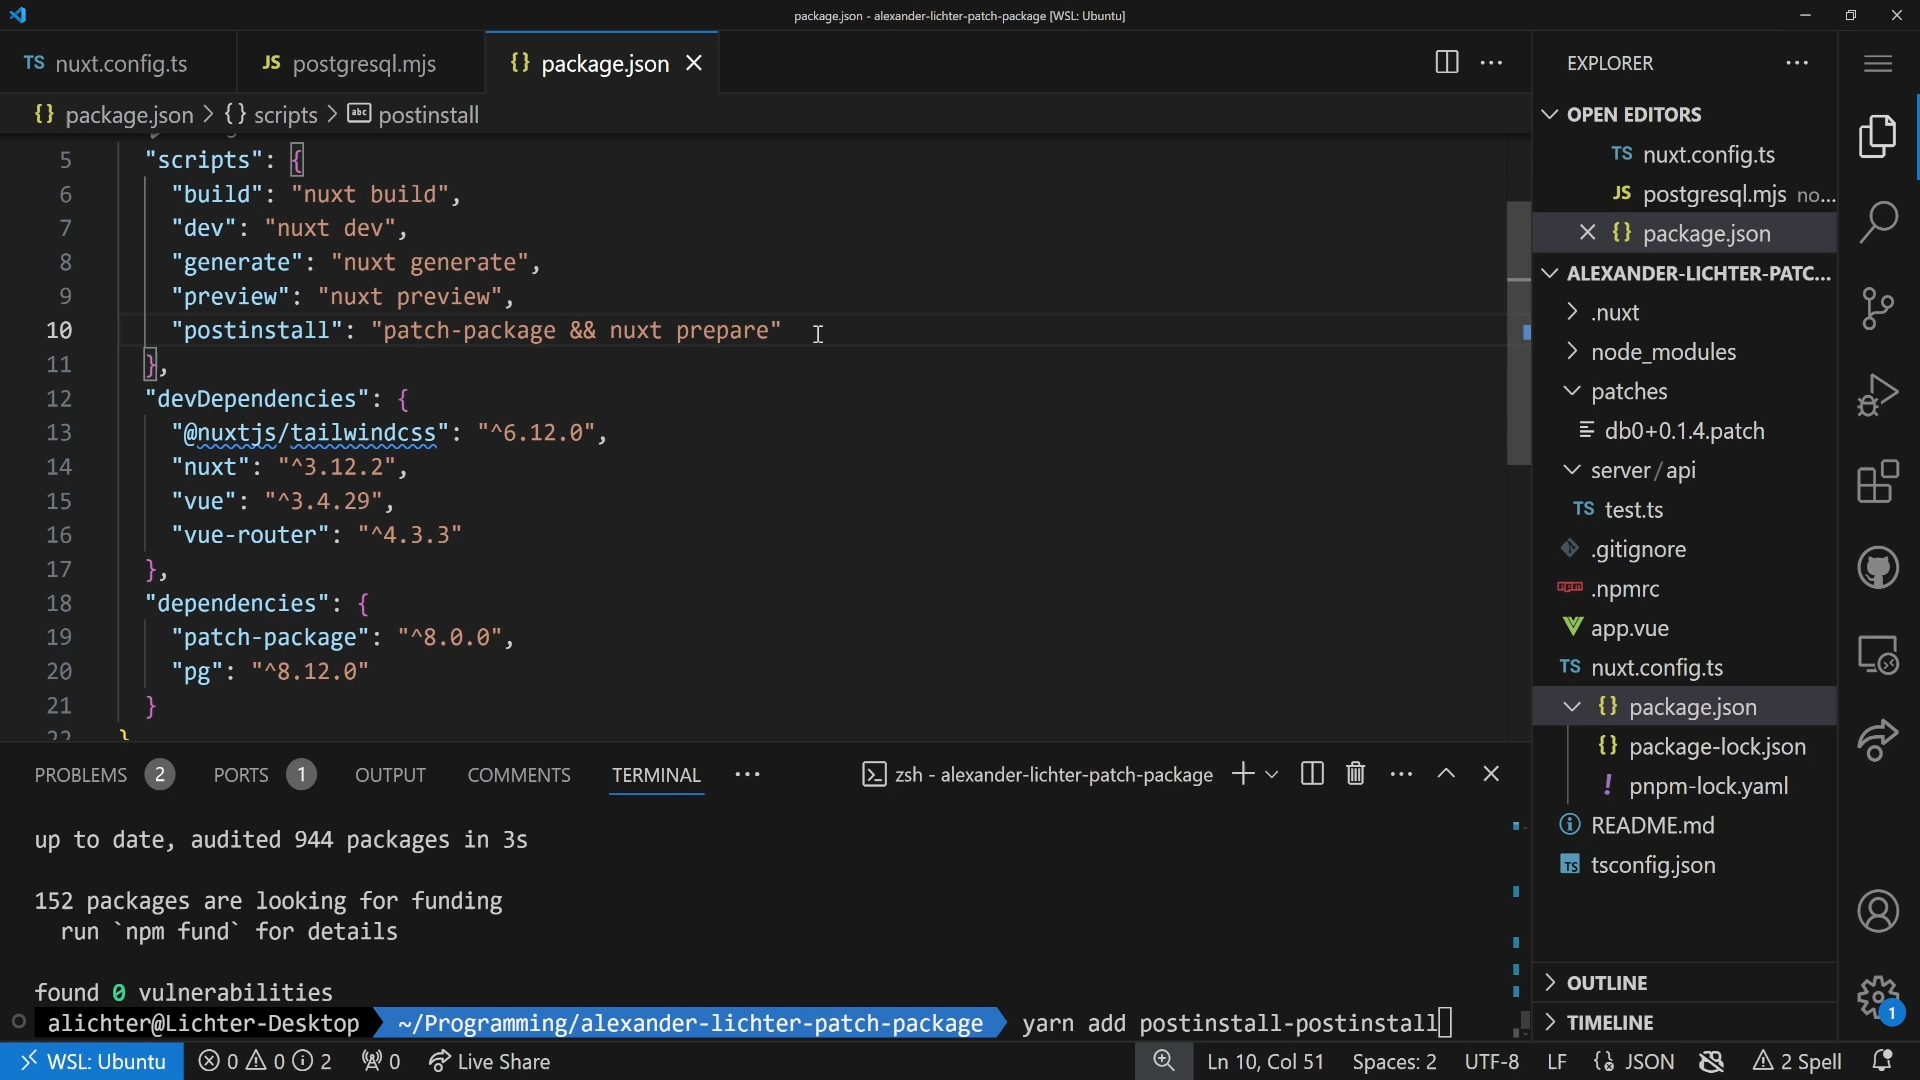 package.json - alexander-lichter-patch-package [WSL: Ubuntu]
TS nuxt.config.ts
JS postgresql.mjs
{} package.json
{} package.json > {} scripts > abc postinstall
5 "scripts": {
6 "build": "nuxt build",
7 "dev": "nuxt dev",
8 "generate": "nuxt generate",
9 "preview": "nuxt preview",
10 "postinstall": "patch-package && nuxt prepare"
11 },
12 "devDependencies": {
13 "@nuxtjs/tailwindcss": "^6.12.0",
14 "nuxt": "^3.12.2",
15 "vue": "^3.4.29",
16 "vue-router": "^4.3.3"
17 },
18 "dependencies": {
19 "patch-package": "^8.0.0",
20 "pg": "^8.12.0"
21 }
22 }
PROBLEMS 2 PORTS 1 OUTPUT COMMENTS TERMINAL
zsh - alexander-lichter-patch-package
up to date, audited 944 packages in 3s
152 packages are looking for funding
run `npm fund` for details
found 0 vulnerabilities
alichter@Lichter-Desktop ~/Programming/alexander-lichter-patch-package yarn add postinstall-postinstall
EXPLORER
OPEN EDITORS
TS nuxt.config.ts
JS postgresql.mjs no...
{} package.json
ALEXANDER-LICHTER-PATC...
.nuxt
node_modules
patches
db0+0.1.4.patch
server/api
TS test.ts
.gitignore
npm .npmrc
app.vue
TS nuxt.config.ts
{} package.json
{} package-lock.json
! pnpm-lock.yaml
README.md
TS tsconfig.json
OUTLINE
TIMELINE
1
WSL: Ubuntu 0 0 2 0 Live Share
Ln 10, Col 51 Spaces: 2 UTF-8 LF JSON 2 Spell